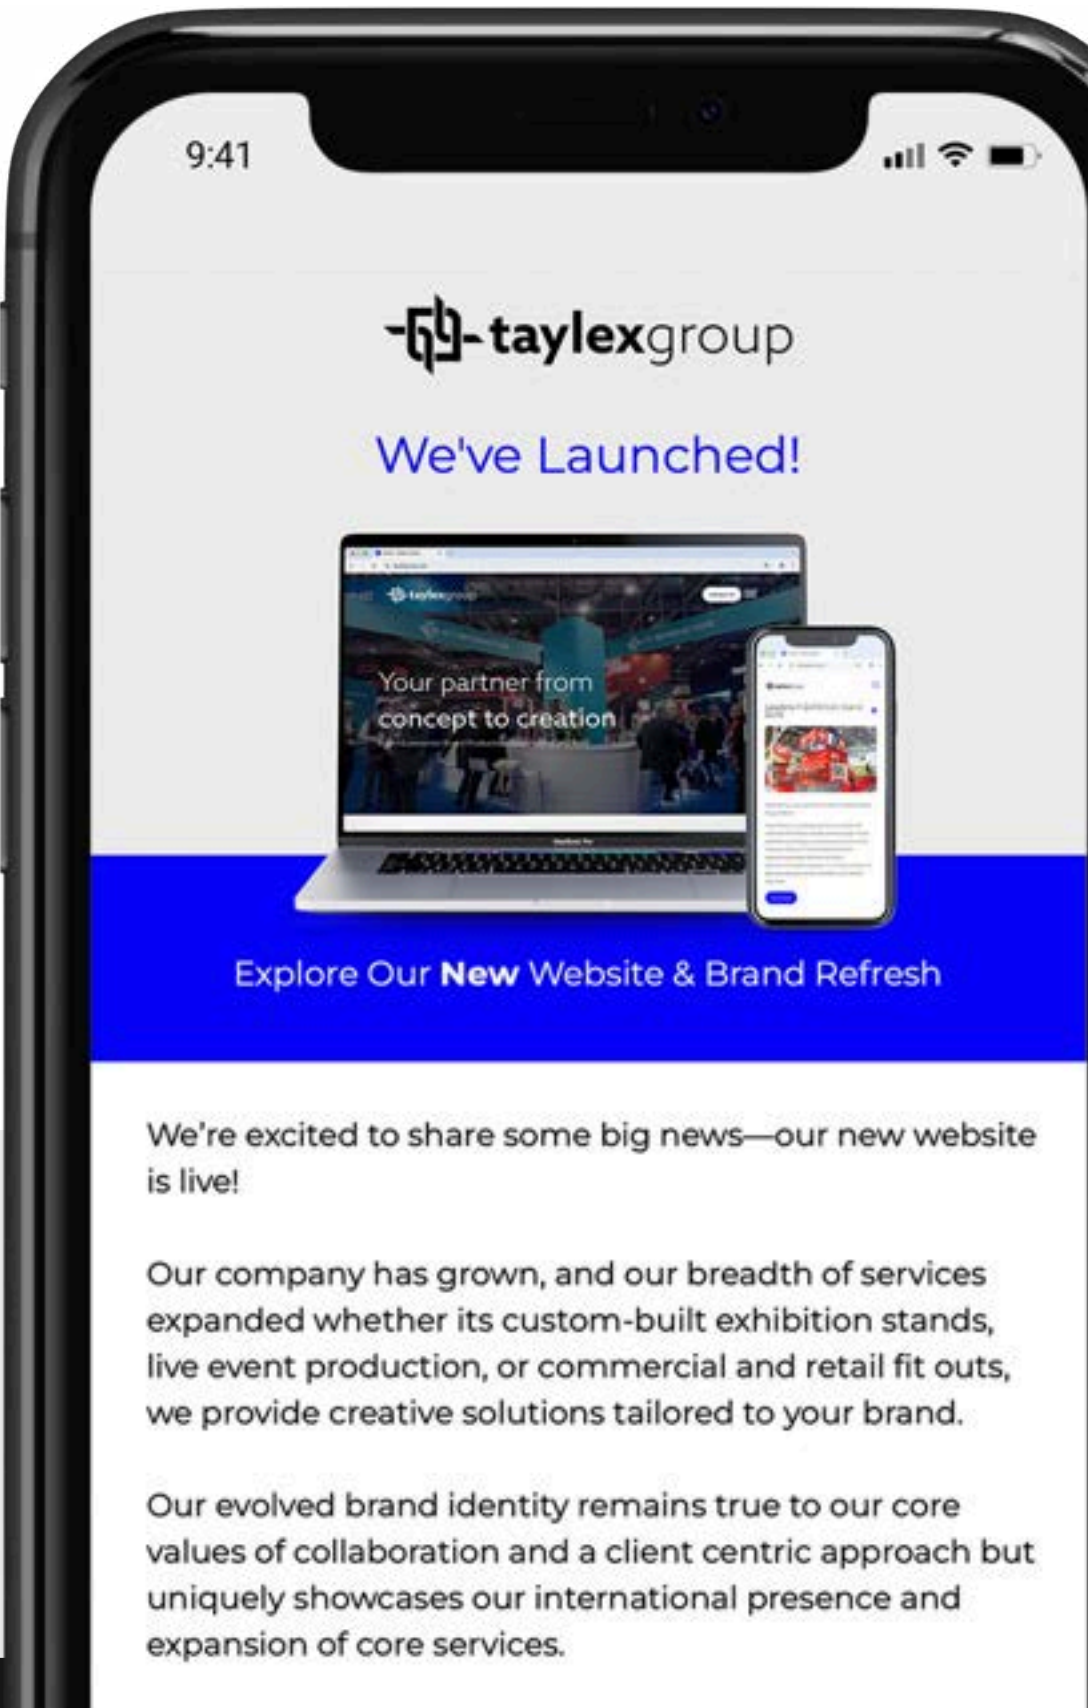 9:41
taylexgroup
We've Launched!
taylexgroup
Your partner from
concept to creation
MacBook Pro
Explore Our New Website & Brand Refresh
We're excited to share some big news—our new website
is live!
Our company has grown, and our breadth of services
expanded whether its custom-built exhibition stands,
live event production, or commercial and retail fit outs,
we provide creative solutions tailored to your brand.
Our evolved brand identity remains true to our core
values of collaboration and a client centric approach but
uniquely showcases our international presence and
expansion of core services.